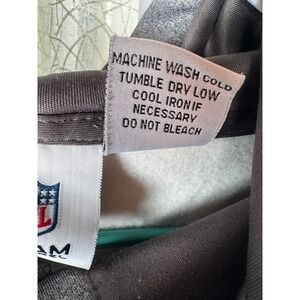 MACHINE WASH COLD
TUMBLE DRY LOW
COOL IRON IF
NECESSARY
DO NOT BLEACH